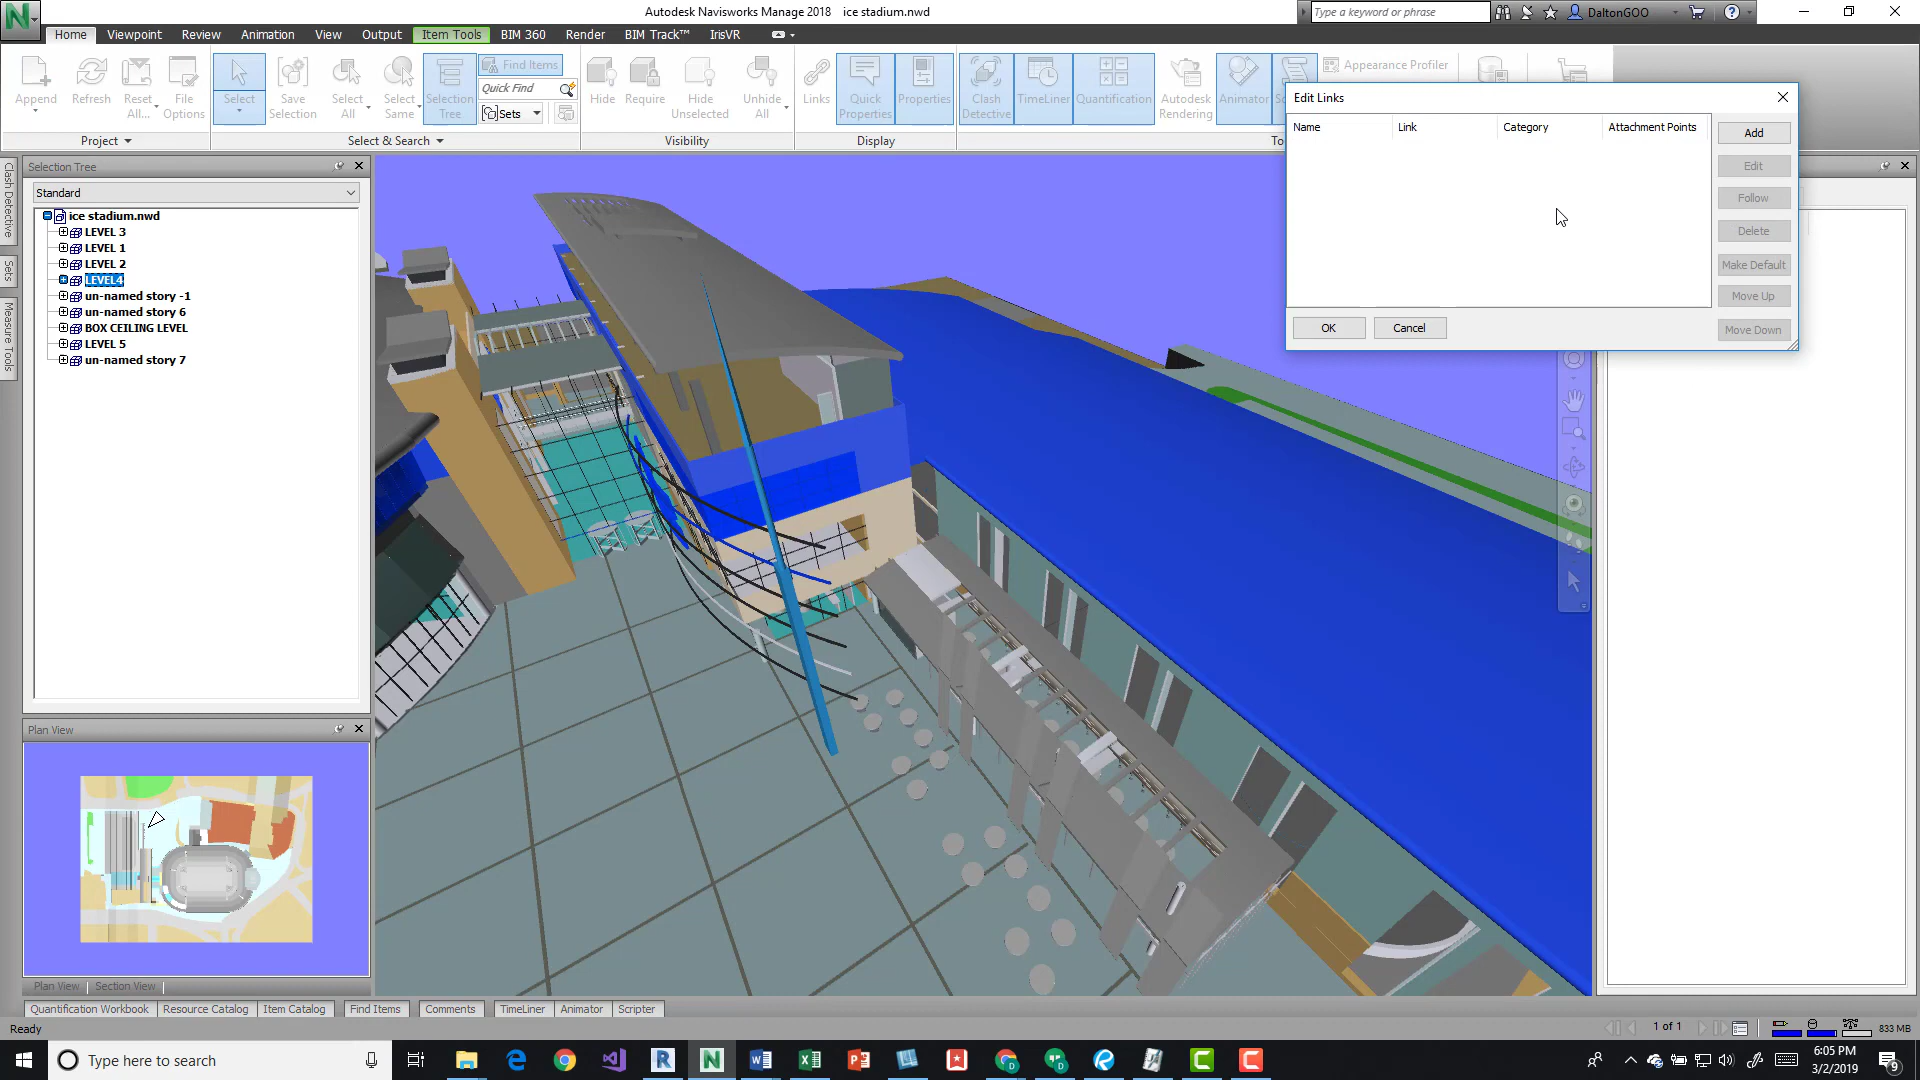 Autodesk Navisworks Manage 2018 ice stadium.nwd
Type a keyword or phrase
DaltonGOO
Home Viewpoint Review Animation View Output Item Tools BIM 360 Render BIM Track™ IrisVR
Append
Refresh
Reset All...
File Options
Select
Save Selection
Select All
Select Same
Selection Tree
Find Items
Quick Find
Sets
Hide
Require
Hide Unselected
Unhide All
Links
Quick Properties
Properties
Clash Detective
TimeLiner
Quantification
Autodesk Rendering
Animator
Appearance Profiler
Project
Select & Search
Visibility
Display
To
Edit Links
Name Link Category Attachment Points
Add
Edit
Follow
Delete
Make Default
Move Up
Move Down
OK Cancel
Clash Detective
Sets
Measure Tools
Selection Tree
Standard
ice stadium.nwd
LEVEL 3
LEVEL 1
LEVEL 2
LEVEL4
un-named story -1
un-named story 6
BOX CEILING LEVEL
LEVEL 5
un-named story 7
Plan View
Plan View Section View
Quantification Workbook Resource Catalog Item Catalog Find Items Comments TimeLiner Animator Scripter
Ready
1 of 1
833 MB
Type here to search
6:05 PM
3/2/2019
9